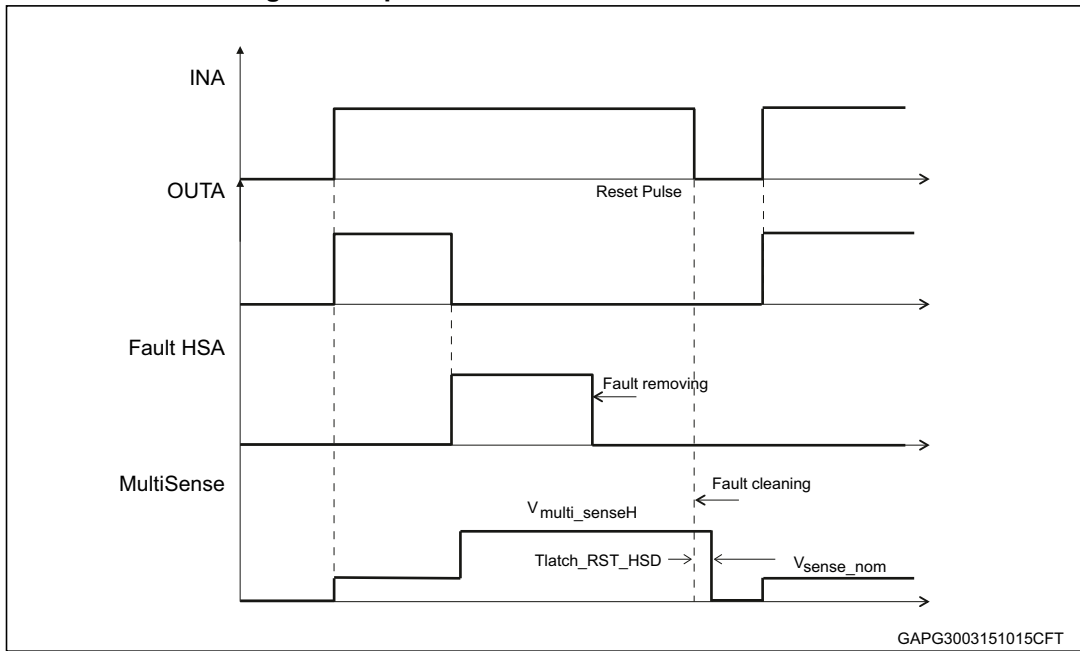 INA
Reset Pulse
OUTA
Fault HSA
Fault removing
MultiSense
Fault cleaning
Vmulti_senseH
Tlatch_RST_HSD
Vsense_nom
GAPG3003151015CFT